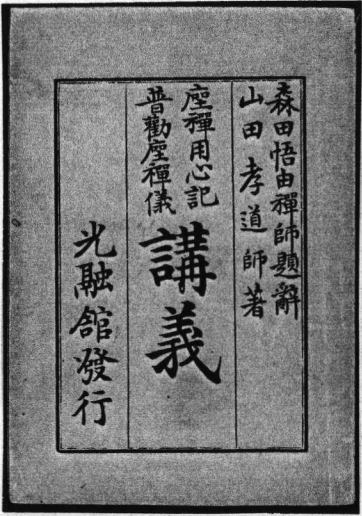 森田悟由禪師題辭
山田孝道師著
座禪用心記
普勸座禪儀
講義
光融館發行